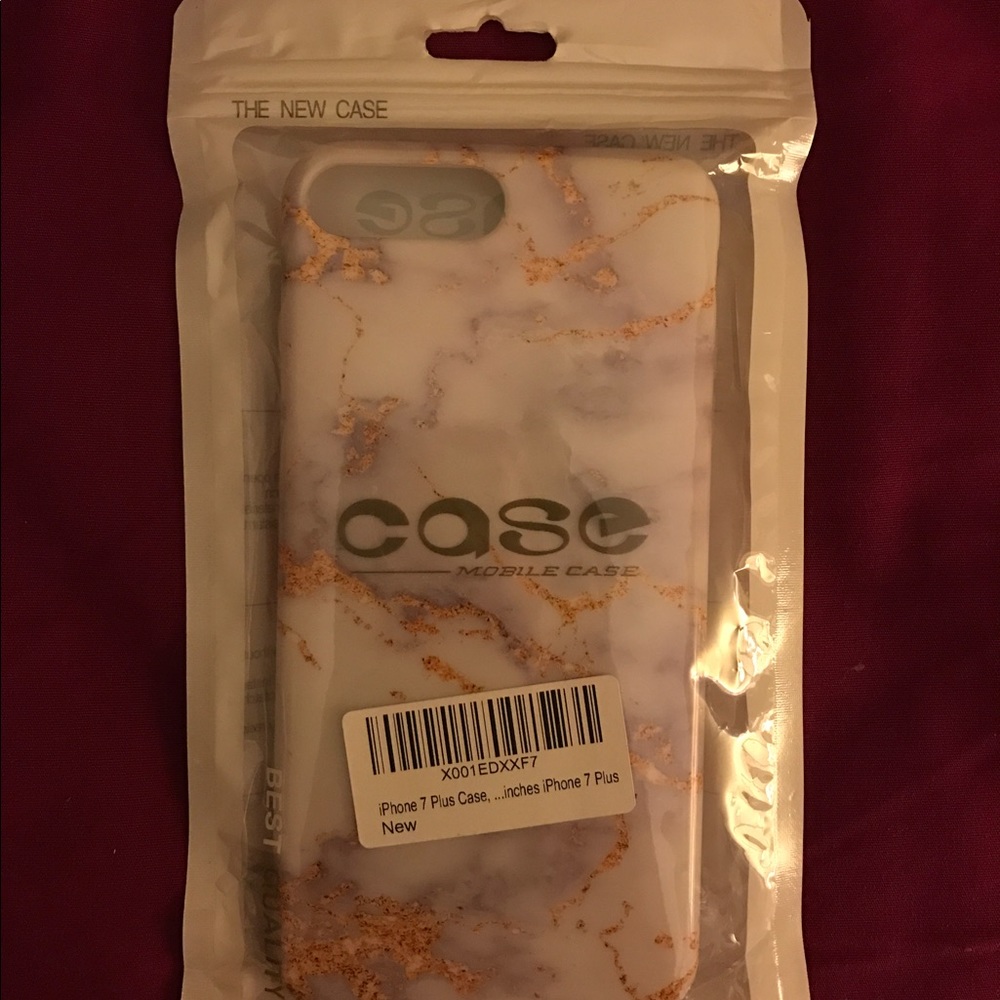 THE NEW CASE
THE NEW CASE
case
case
MOBILE CASE
X001EDXXF7
iPhone 7 Plus Case, ...inches iPhone 7 Plus
New
BEST QUALITY